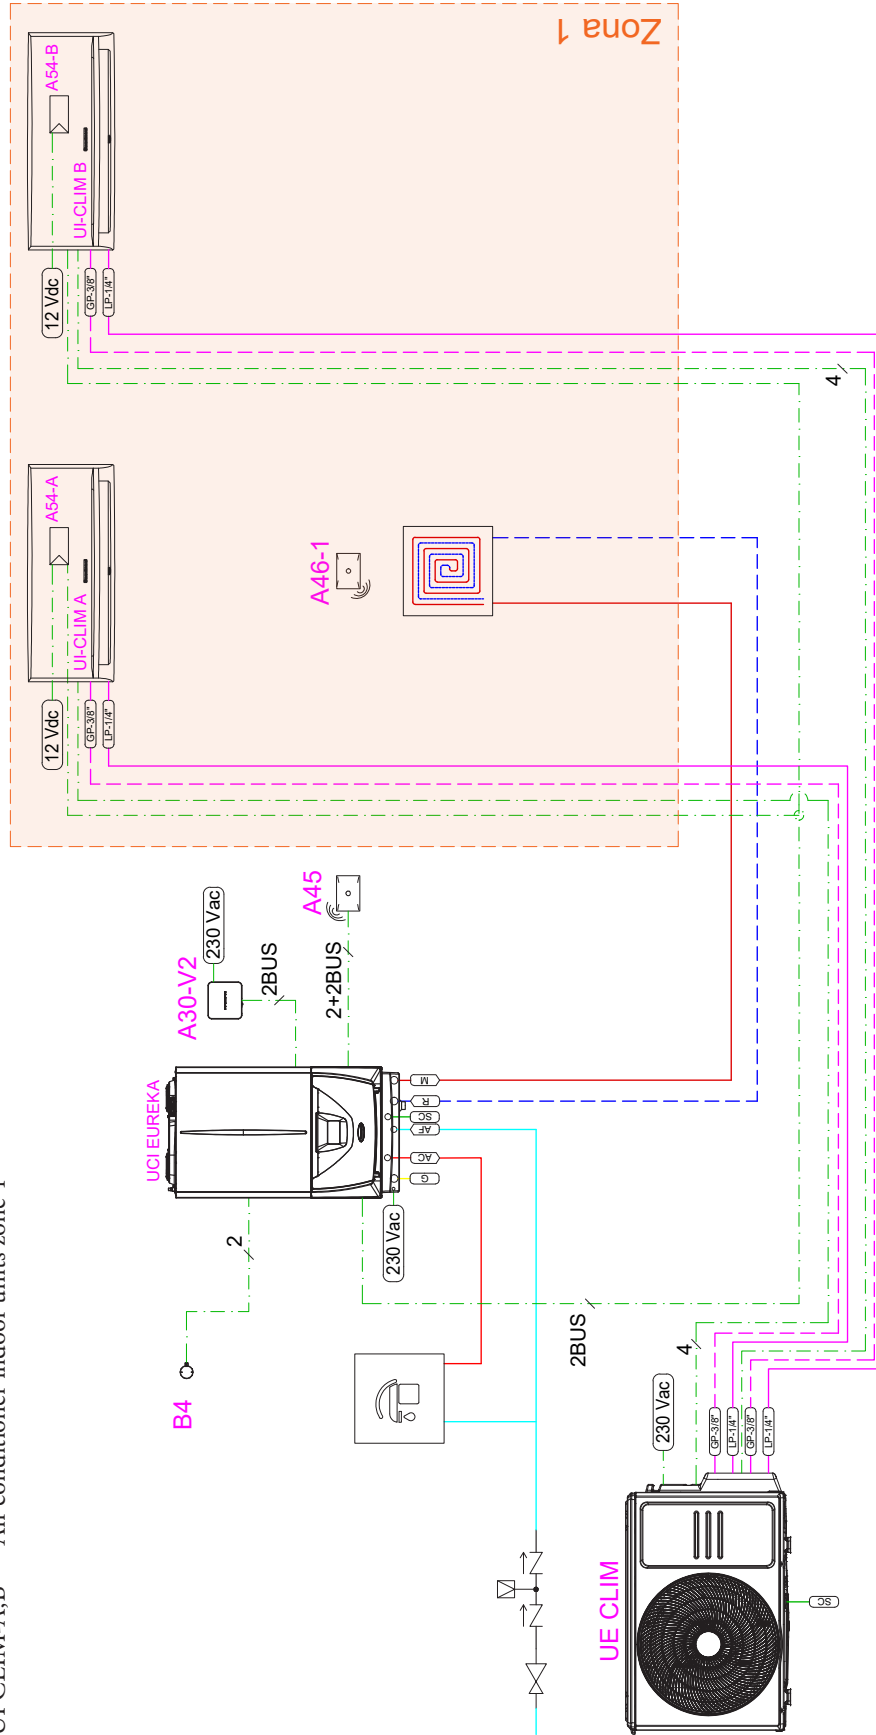 UI CLIM-A,B Air conditioner indoor units zone 1
A54-A
A54-B
12 Vdc
12 Vdc
UI-CLIM A
UI-CLIM B
GP-3/8"
GP-3/8"
LP-1/4"
LP-1/4"
UCI EUREKA
B4
A30-V2
230 Vac
2
2BUS
A45
A46-1
2+2BUS
230 Vac
G
AC
AF
SC
R
M
2BUS
Zona 1
UE CLIM
230 Vac
4
GP-3/8"
LP-1/4"
GP-3/8"
LP-1/4"
SC
4